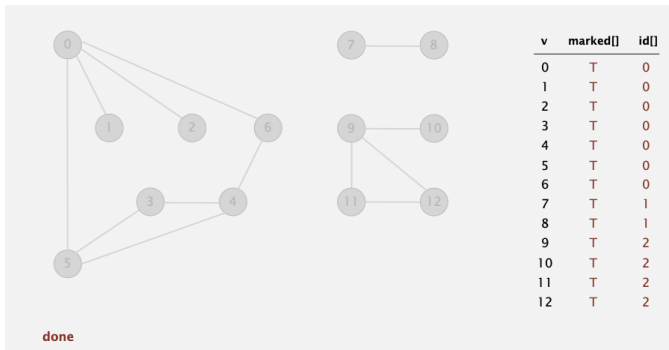 0
7 8
1 2 6
9 10
3 4
11 12
5
v marked[] id[]
0 T 0
1 T 0
2 T 0
3 T 0
4 T 0
5 T 0
6 T 0
7 T 1
8 T 1
9 T 2
10 T 2
11 T 2
12 T 2
done